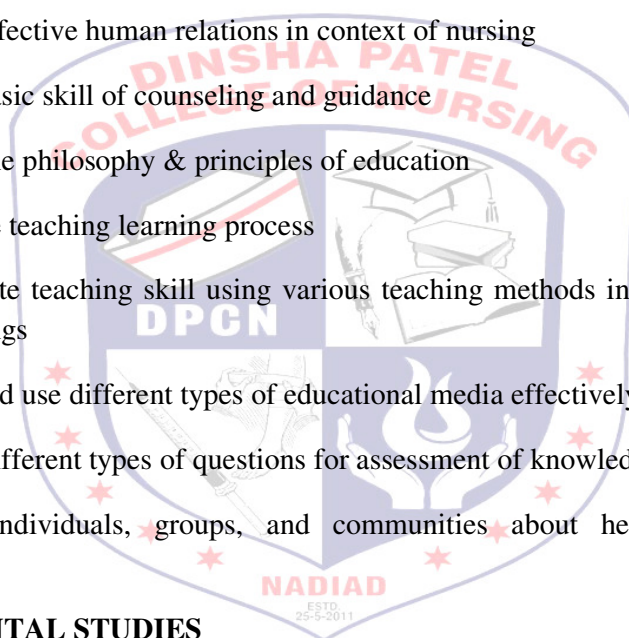 fective human relations in context of nursing
DINSHA PATEL
COLLEGE OF NURSING
asic skill of counseling and guidance
e philosophy & principles of education
teaching learning process
te teaching skill using various teaching methods in
DPCN
gs
d use different types of educational media effectively
ifferent types of questions for assessment of knowled
ndividuals, groups, and communities about he
NADIAD
ESTD.
25-5-2011
NTAL STUDIES